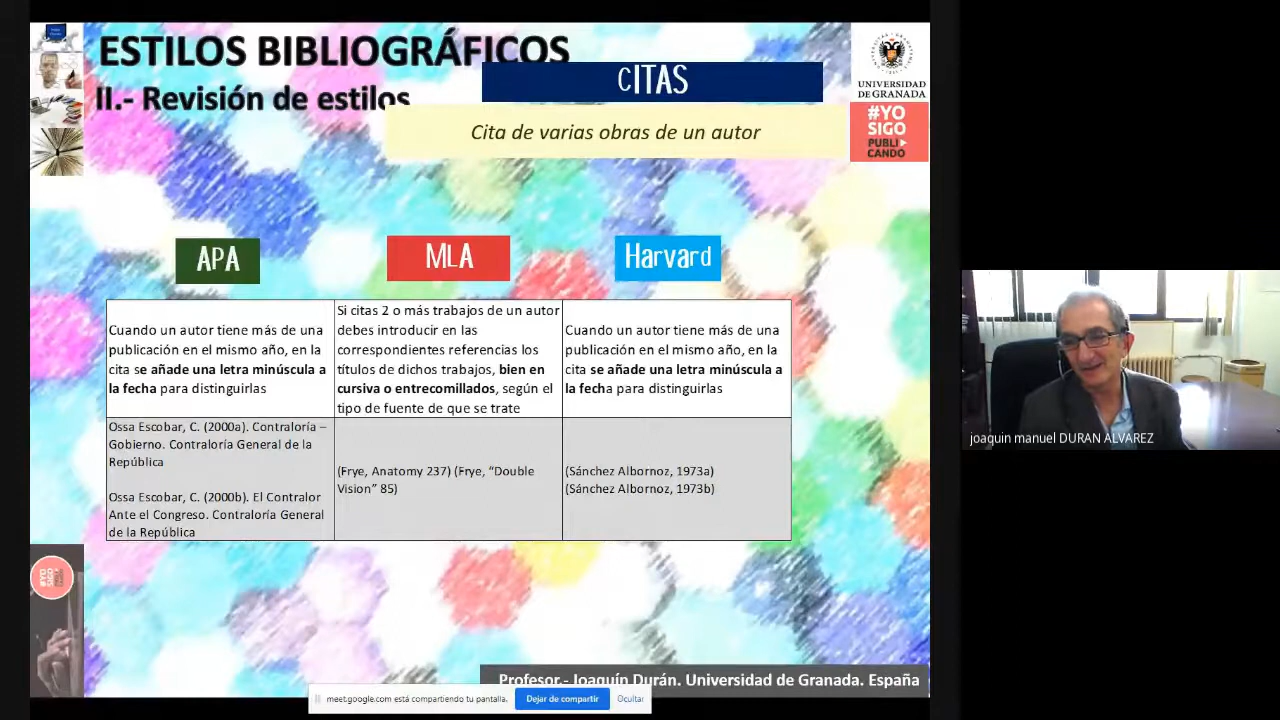 ESTILOS BIBLIOGRÁFICOS
II.- Revisión de estilos
CITAS
Cita de varias obras de un autor
UNIVERSIDAD
DE GRANADA
#YO
SIGO
PUBLI
CANDO
APA
MLA
Harvard
Cuando un autor tiene más de una
publicación en el mismo año, en la
cita se añade una letra minúscula a
la fecha para distinguirlas
Si citas 2 o más trabajos de un autor
debes introducir en las
correspondientes referencias los
títulos de dichos trabajos, bien en
cursiva o entrecomillados, según el
tipo de fuente de que se trate
Cuando un autor tiene más de una
publicación en el mismo año, en la
cita se añade una letra minúscula a
la fecha para distinguirlas
Ossa Escobar, C. (2000a). Contraloría –
Gobierno. Contraloría General de la
República
Ossa Escobar, C. (2000b). El Contralor
Ante el Congreso. Contraloría General
de la República
(Frye, Anatomy 237) (Frye, “Double
Vision” 85)
(Sánchez Albornoz, 1973a)
(Sánchez Albornoz, 1973b)
joaquin manuel DURAN ALVAREZ
#YO
SIGO
Profesor.- Joaquín Durán. Universidad de Granada. España
meet.google.com está compartiendo tu pantalla.
Dejar de compartir
Ocultar